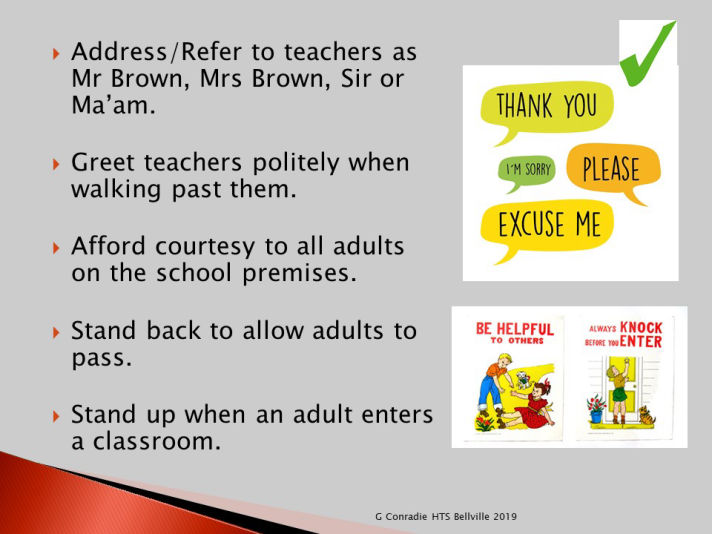 Address/Refer to teachers as
Mr Brown, Mrs Brown, Sir or
Ma’am.
Greet teachers politely when
walking past them.
Afford courtesy to all adults
on the school premises.
Stand back to allow adults to
pass.
Stand up when an adult enters
a classroom.
THANK YOU
I'M SORRY
PLEASE
EXCUSE ME
BE HELPFUL
TO OTHERS
ALWAYS KNOCK
BEFORE YOU ENTER
G Conradie HTS Bellville 2019